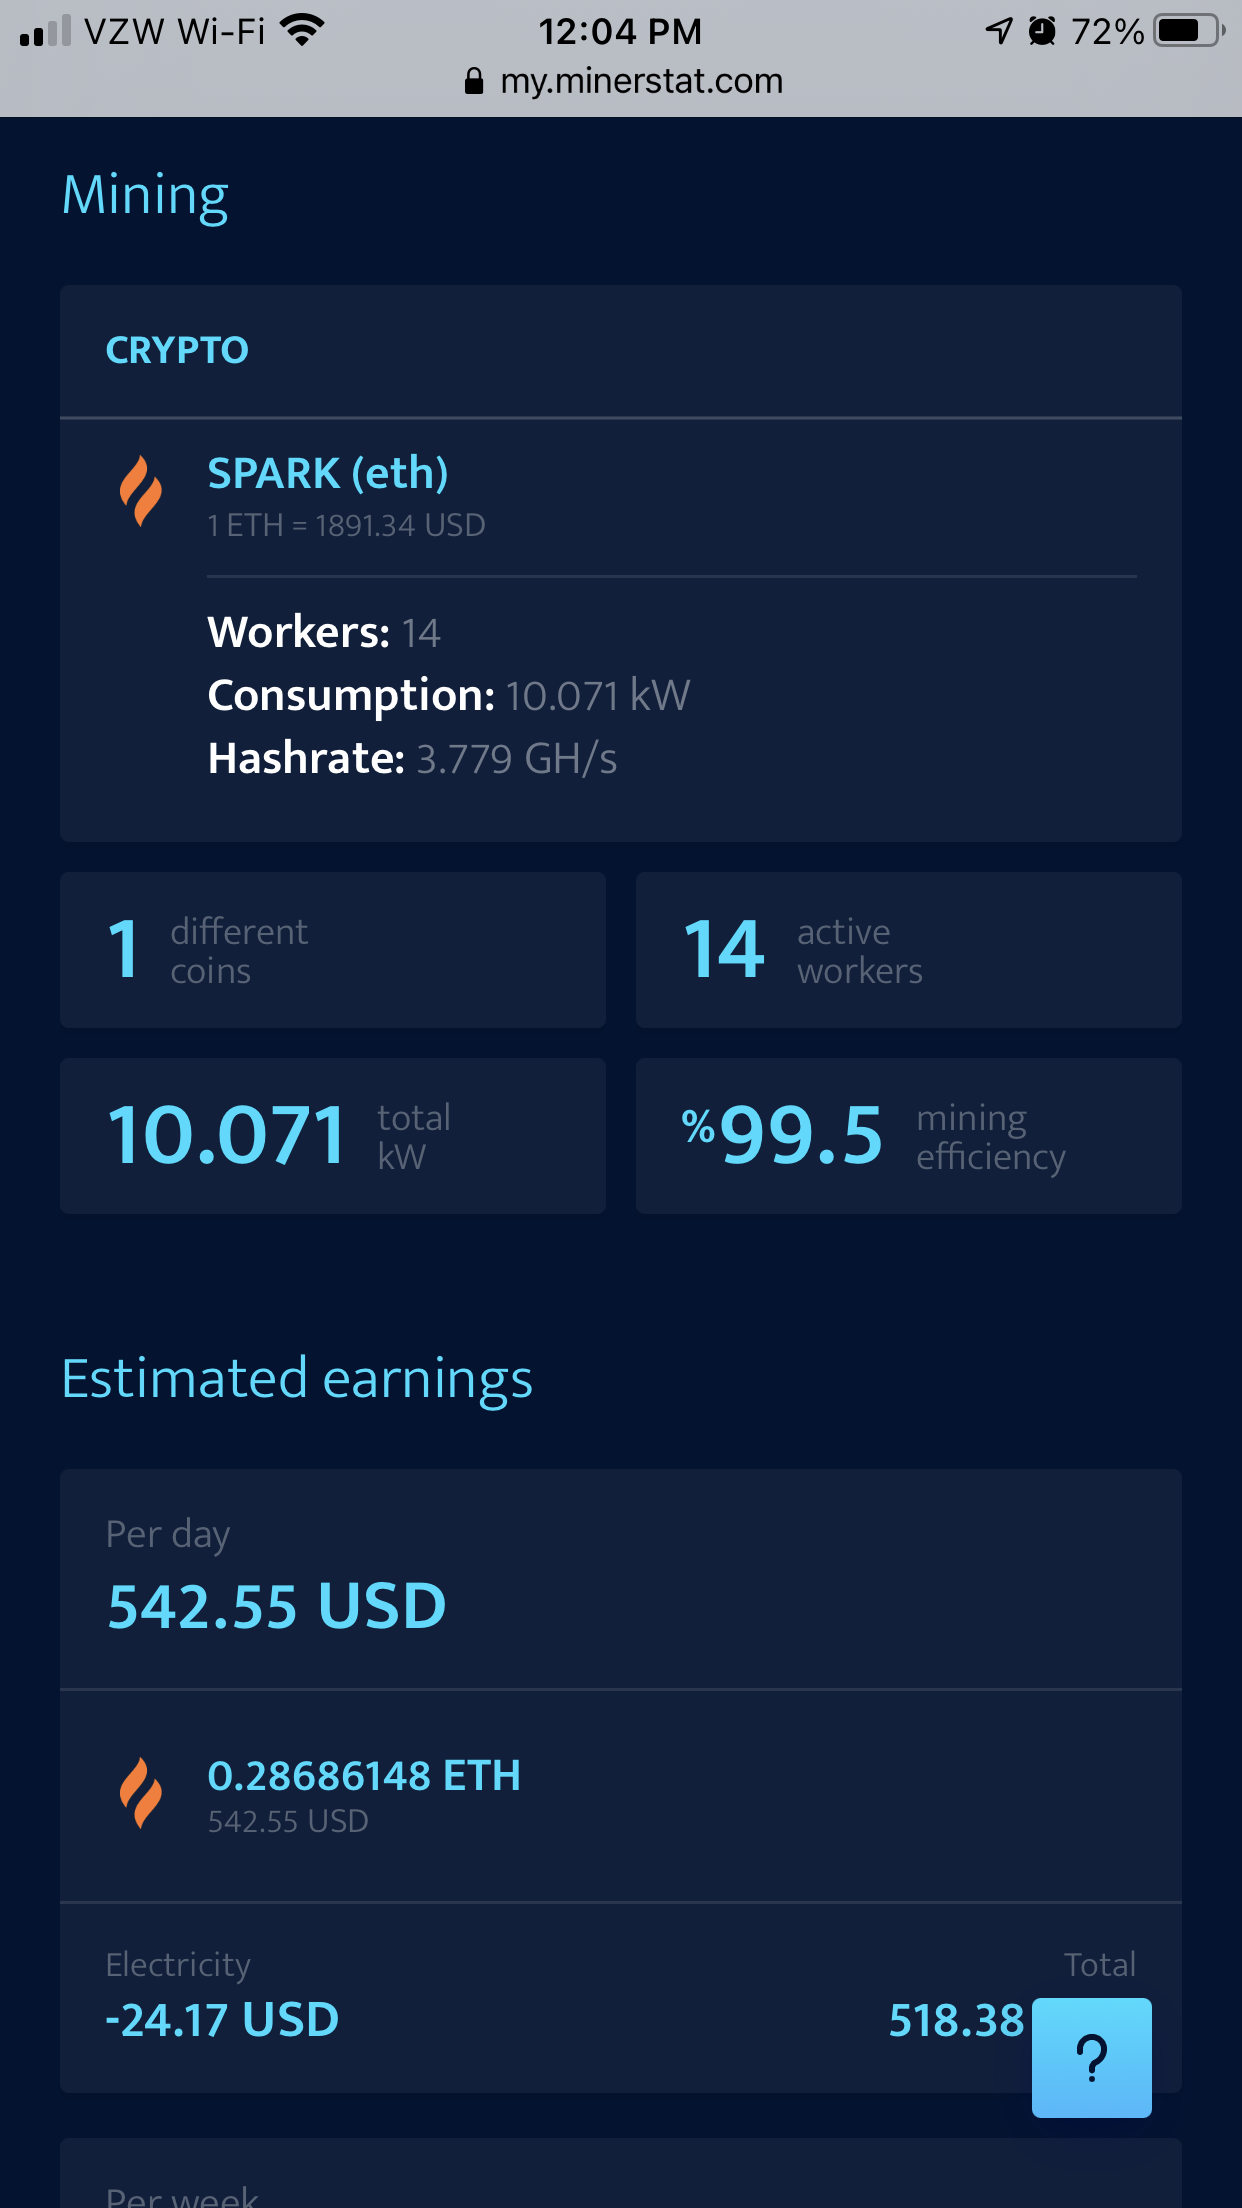 VZW Wi-Fi 12:04 PM 72%
my.minerstat.com
Mining
CRYPTO
SPARK (eth)
1 ETH = 1891.34 USD
Workers: 14
Consumption: 10.071 kW
Hashrate: 3.779 GH/s
1 different coins
14 active workers
10.071 total kW
%99.5 mining efficiency
Estimated earnings
Per day
542.55 USD
0.28686148 ETH
542.55 USD
Electricity Total
-24.17 USD 518.38
?
Per week